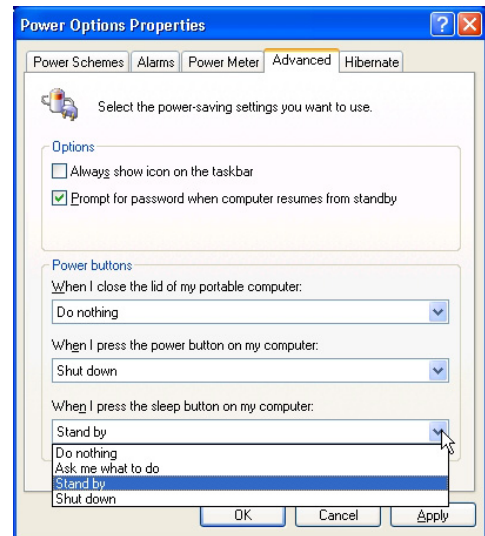 Power Options Properties
Power Schemes Alarms Power Meter Advanced Hibernate
Select the power-saving settings you want to use.
Options
Always show icon on the taskbar
Prompt for password when computer resumes from standby
Power buttons
When I close the lid of my portable computer:
Do nothing
When I press the power button on my computer:
Shut down
When I press the sleep button on my computer:
Stand by
Do nothing
Ask me what to do
Stand by
Shut down
OK Cancel Apply